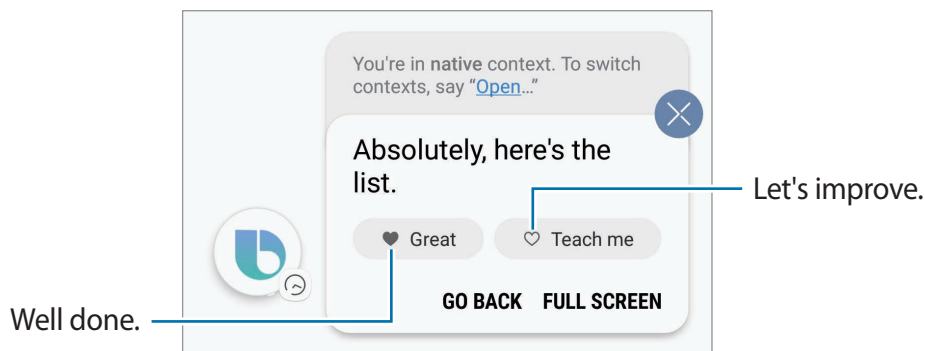 You're in native context. To switch
contexts, say “Open…”
Absolutely, here's the
list.
Let's improve.
Great
Teach me
GO BACK FULL SCREEN
Well done.